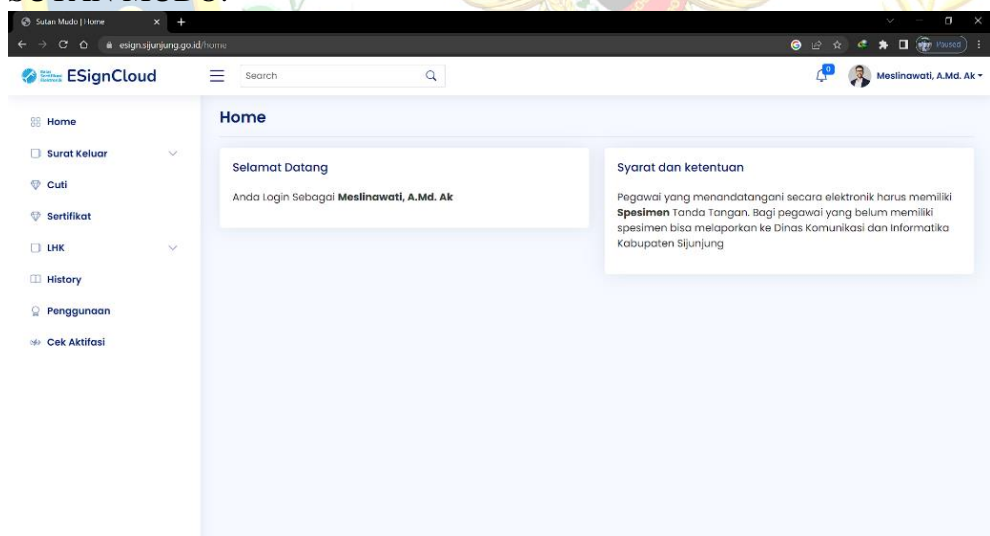 SUTAN MUDO.
Sutan Mudo | Home
esign.sijunjung.go.id/home
Paused
ESignCloud
Search
0
Meslinawati, A.Md. Ak
Home
Home
Surat Keluar
Cuti
Sertifikat
LHK
History
Penggunaan
Cek Aktifasi
Selamat Datang
Anda Login Sebagai Meslinawati, A.Md. Ak
Syarat dan ketentuan
Pegawai yang menandatangani secara elektronik harus memiliki
Spesimen Tanda Tangan. Bagi pegawai yang belum memiliki
spesimen bisa melaporkan ke Dinas Komunikasi dan Informatika
Kabupaten Sijunjung